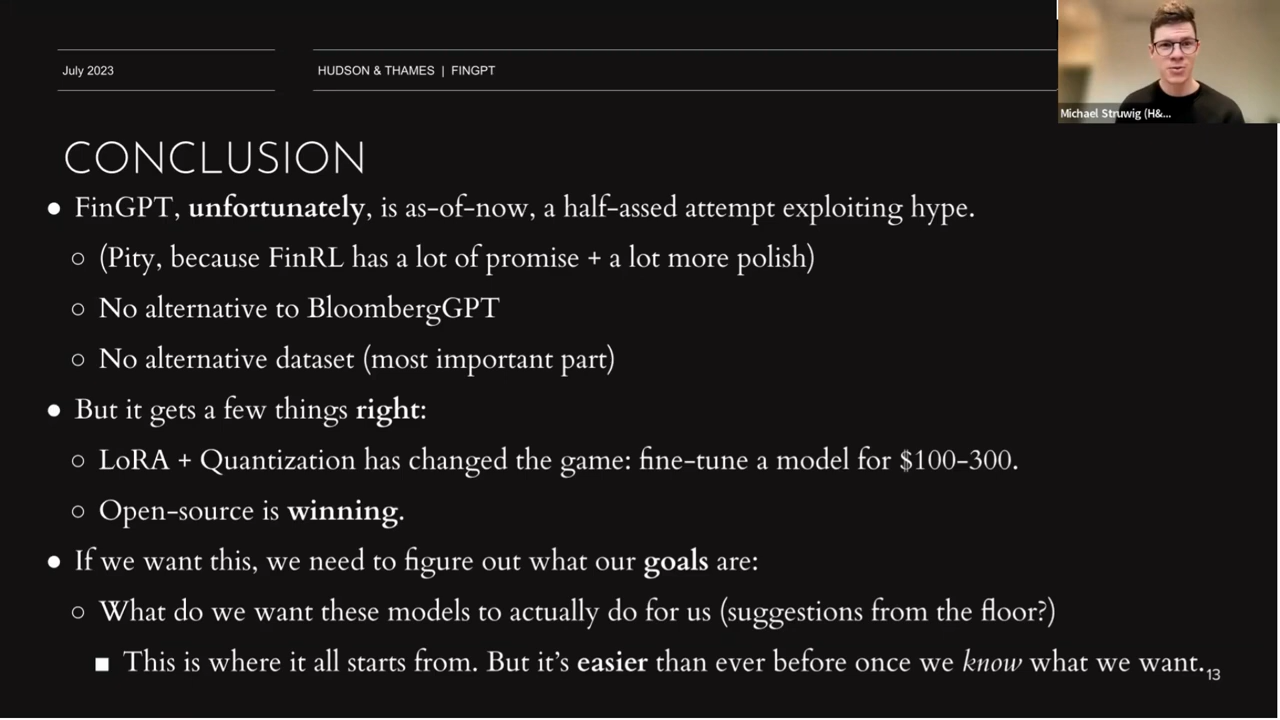 July 2023
HUDSON & THAMES | FINGPT
Michael Struwig (H&...
CONCLUSION
● FinGPT, unfortunately, is as-of-now, a half-assed attempt exploiting hype.
○ (Pity, because FinRL has a lot of promise + a lot more polish)
○ No alternative to BloombergGPT
○ No alternative dataset (most important part)
● But it gets a few things right:
○ LoRA + Quantization has changed the game: fine-tune a model for $100-300.
○ Open-source is winning.
● If we want this, we need to figure out what our goals are:
○ What do we want these models to actually do for us (suggestions from the floor?)
■ This is where it all starts from. But it's easier than ever before once we know what we want.
13